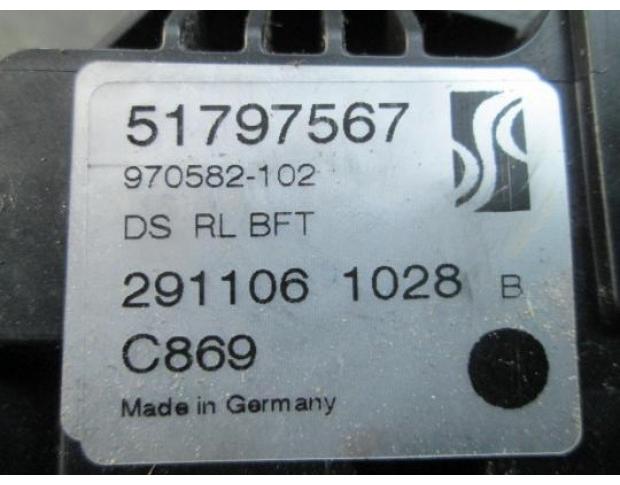 51797567
970582-102
DS RL BFT
291106 1028 B
C869
Made in Germany